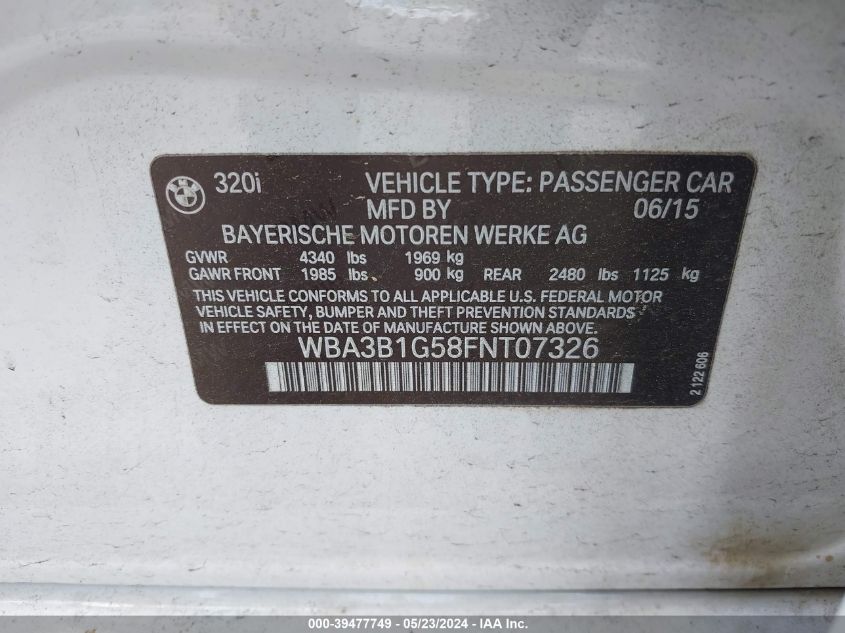 BMW 320i VEHICLE TYPE: PASSENGER CAR
MFD BY 06/15
BAYERISCHE MOTOREN WERKE AG
GVWR 4340 lbs 1969 kg
GAWR FRONT 1985 lbs 900 kg REAR 2480 lbs 1125 kg
THIS VEHICLE CONFORMS TO ALL APPLICABLE U.S. FEDERAL MOTOR
VEHICLE SAFETY, BUMPER AND THEFT PREVENTION STANDARDS
IN EFFECT ON THE DATE OF MANUFACTURE SHOWN ABOVE.
WBA3B1G58FNT07326
2 122 606
000-39477749 — 05/23/2024 — IAA Inc.